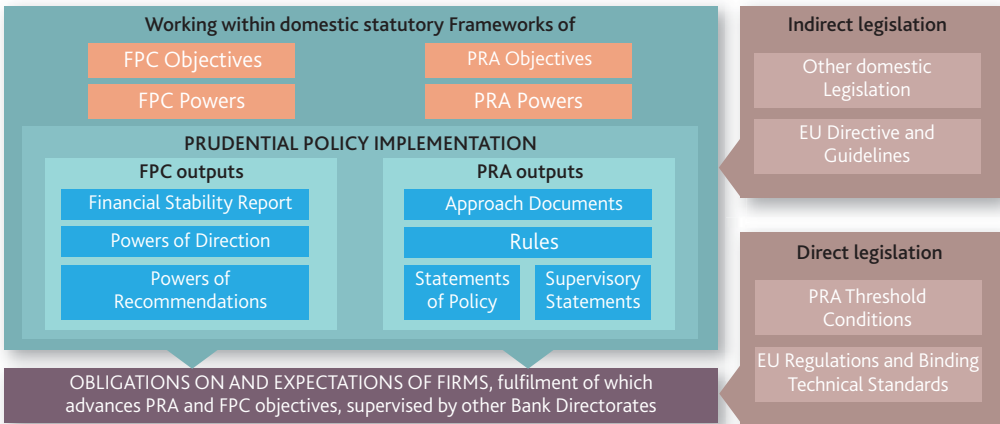 Working within domestic statutory Frameworks of
FPC Objectives
PRA Objectives
FPC Powers
PRA Powers
PRUDENTIAL POLICY IMPLEMENTATION
FPC outputs
Financial Stability Report
Powers of Direction
Powers of
Recommendations
PRA outputs
Approach Documents
Rules
Statements
of Policy
Supervisory
Statements
OBLIGATIONS ON AND EXPECTATIONS OF FIRMS, fulfilment of which
advances PRA and FPC objectives, supervised by other Bank Directorates
Indirect legislation
Other domestic
Legislation
EU Directive and
Guidelines
Direct legislation
PRA Threshold
Conditions
EU Regulations and Binding
Technical Standards